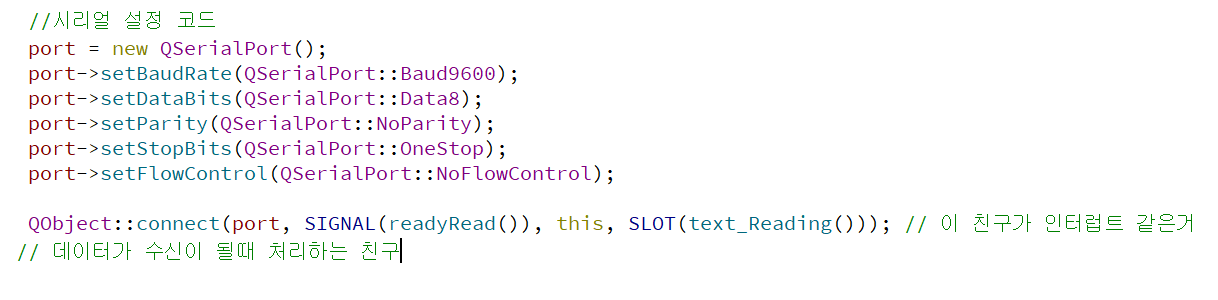 //시리얼 설정 코드
port = new QSerialPort();
port->setBaudRate(QSerialPort::Baud9600);
port->setDataBits(QSerialPort::Data8);
port->setParity(QSerialPort::NoParity);
port->setStopBits(QSerialPort::OneStop);
port->setFlowControl(QSerialPort::NoFlowControl);
QObject::connect(port, SIGNAL(readyRead()), this, SLOT(text_Reading())); // 이 친구가 인터럽트 같은거
// 데이터가 수신이 될때 처리하는 친구